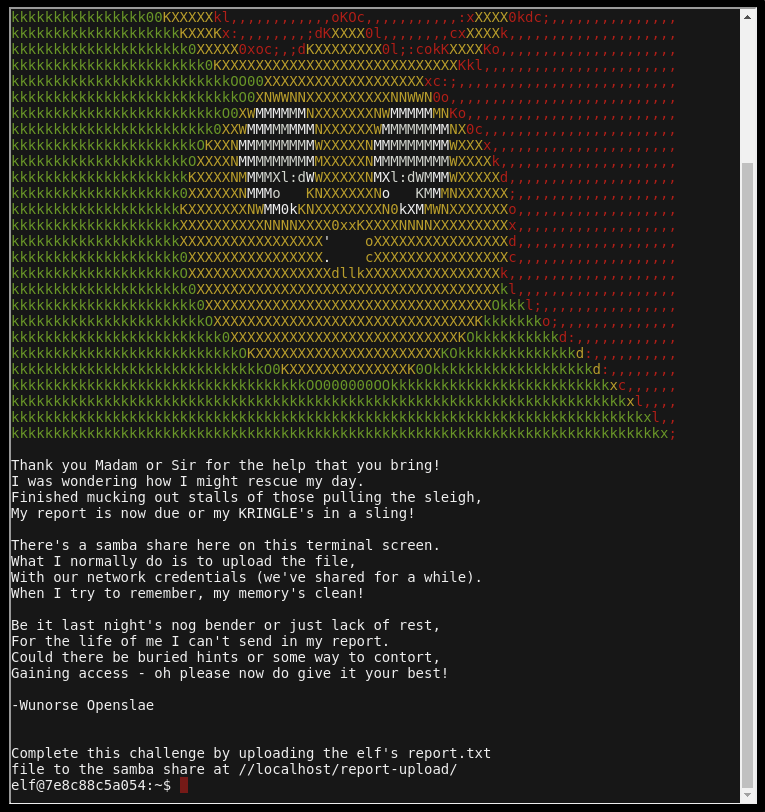 Thank you Madam or Sir for the help that you bring!
I was wondering how I might rescue my day.
Finished mucking out stalls of those pulling the sleigh,
My report is now due or my KRINGLE's in a sling!
There's a samba share here on this terminal screen.
What I normally do is to upload the file,
With our network credentials (we've shared for a while).
When I try to remember, my memory's clean!
Be it last night's nog bender or just lack of rest,
For the life of me I can't send in my report.
Could there be buried hints or some way to contort,
Gaining access - oh please now do give it your best!
-Wunorse Openslae
Complete this challenge by uploading the elf's report.txt
file to the samba share at //localhost/report-upload/
elf@7e8c88c5a054:~$